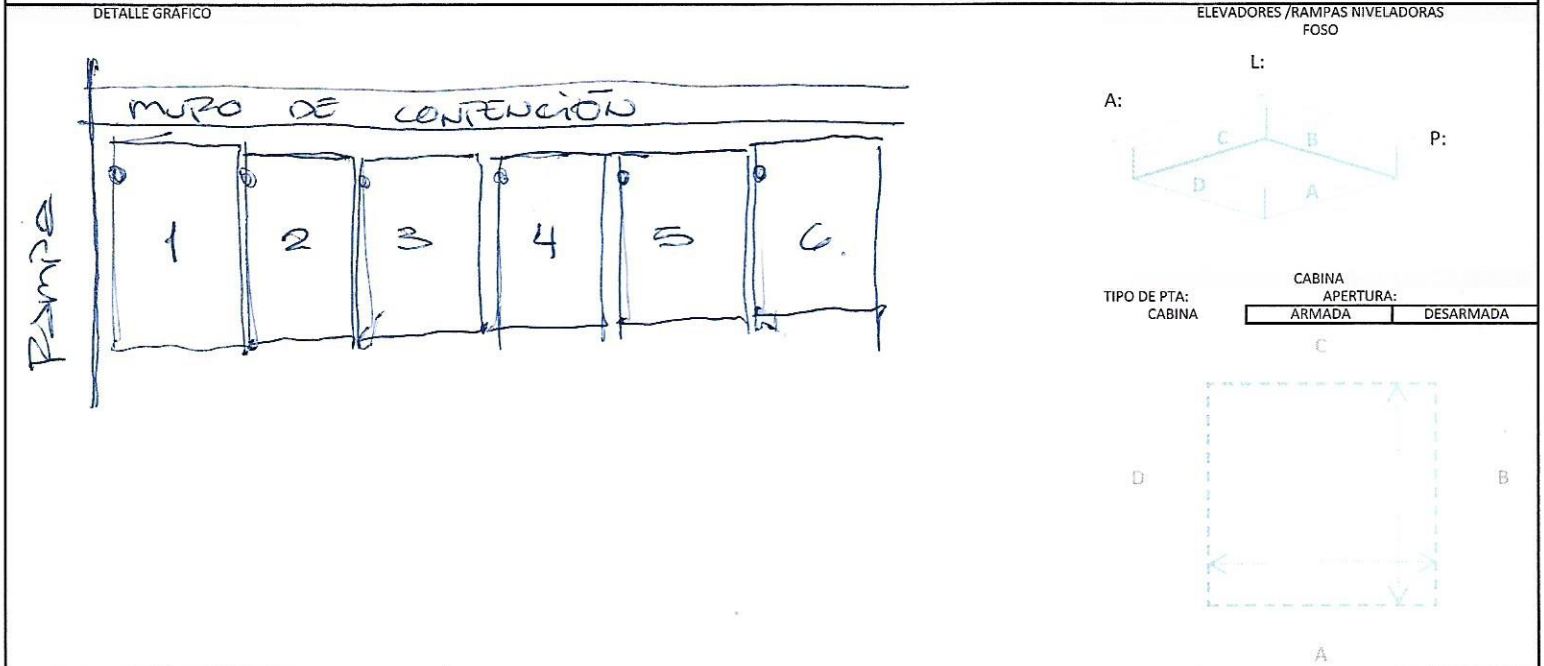 DETALLE GRÁFICO
MURO DE CONTENCIÓN
Rampa
1 2 3 4 5 6.
ELEVADORES /RAMPAS NIVELADORAS
FOSO
L:
A:
P:
C B
D A
CABINA
TIPO DE PTA: APERTURA:
CABINA ARMADA DESARMADA
C
D B
A